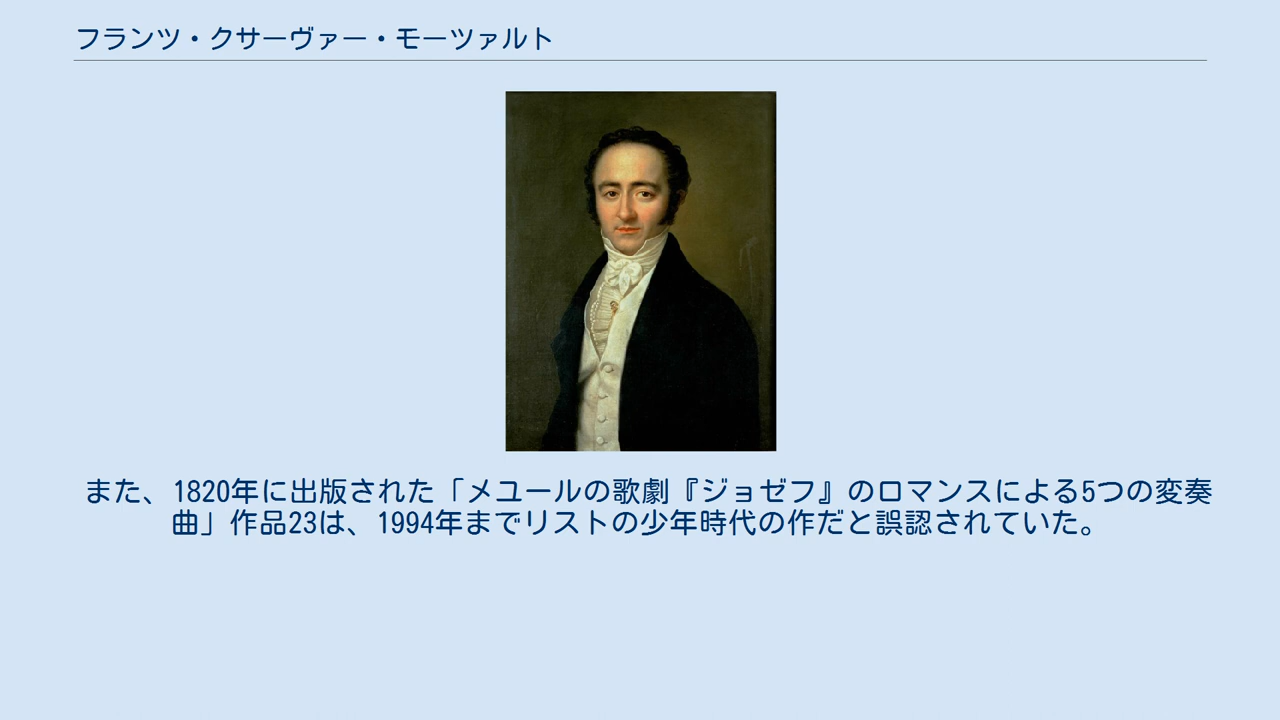 フランツ・クサーヴァー・モーツァルト
また、1820年に出版された「メユールの歌劇『ジョゼフ』のロマンスによる5つの変奏
曲」作品23は、1994年までリストの少年時代の作だと誤認されていた。